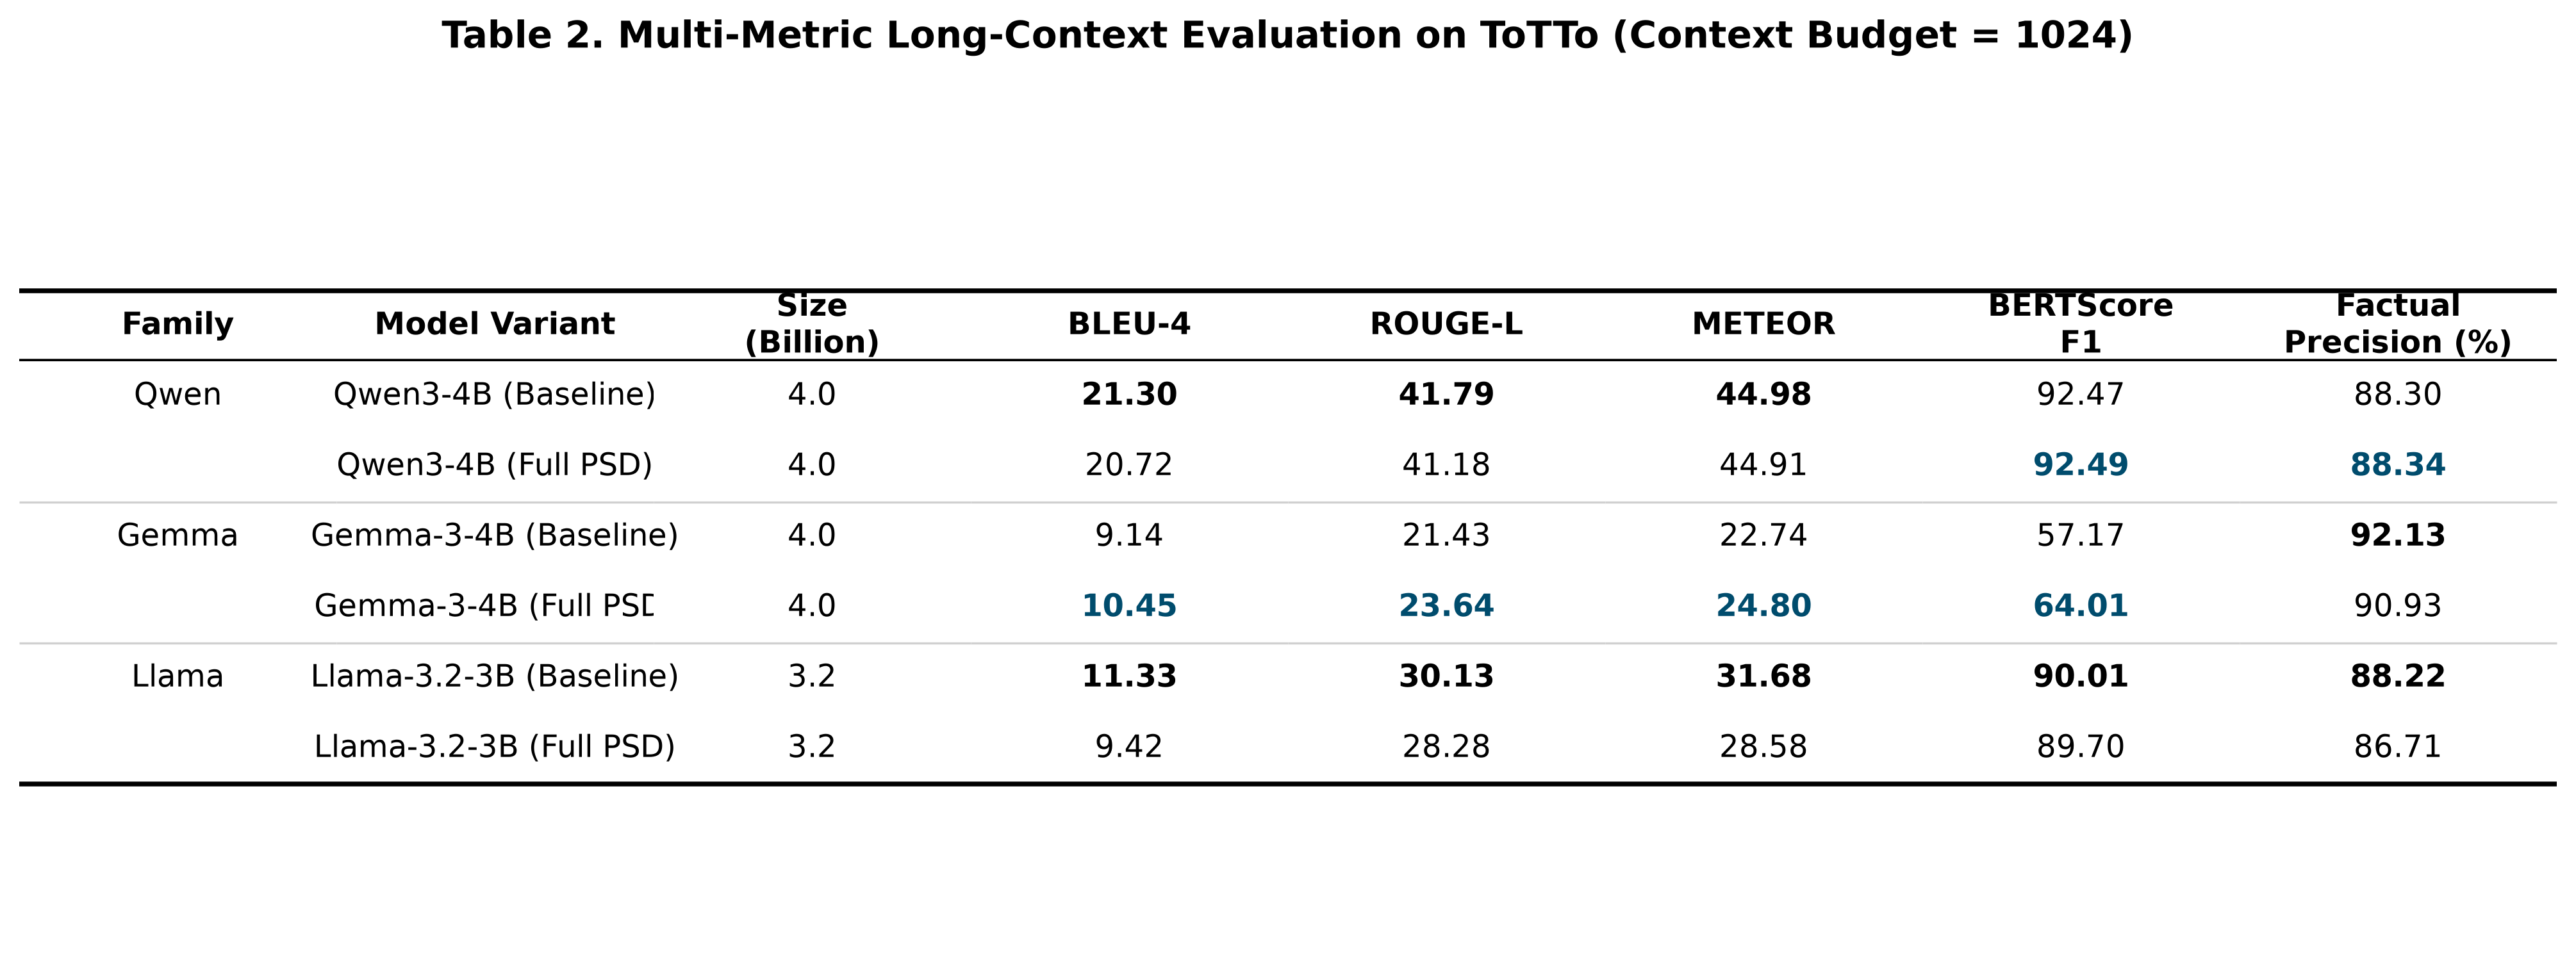 Table 2. Multi-Metric Long-Context Evaluation on ToTTo (Context Budget = 1024)
Family Model Variant Size (Billion) BLEU-4 ROUGE-L METEOR BERTScore F1 Factual Precision (%)
Qwen Qwen3-4B (Baseline) 4.0 21.30 41.79 44.98 92.47 88.30
Qwen3-4B (Full PSD) 4.0 20.72 41.18 44.91 92.49 88.34
Gemma Gemma-3-4B (Baseline) 4.0 9.14 21.43 22.74 57.17 92.13
Gemma-3-4B (Full PSD 4.0 10.45 23.64 24.80 64.01 90.93
Llama Llama-3.2-3B (Baseline) 3.2 11.33 30.13 31.68 90.01 88.22
Llama-3.2-3B (Full PSD) 3.2 9.42 28.28 28.58 89.70 86.71